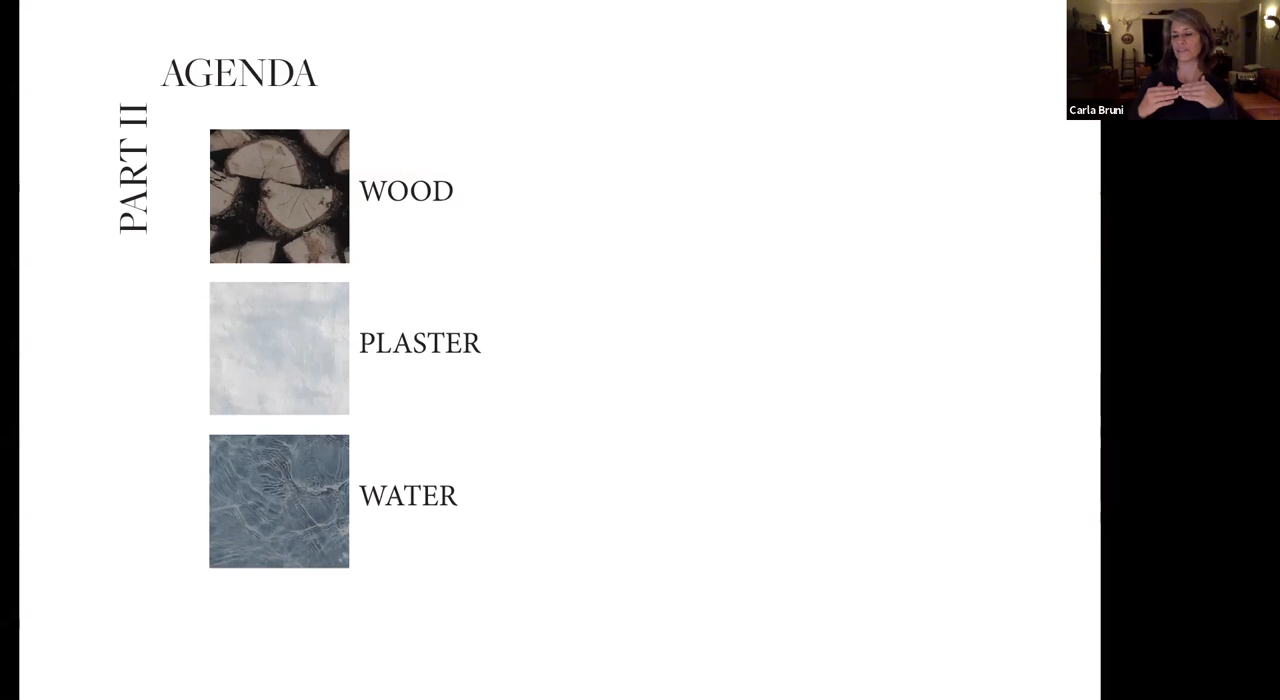 AGENDA
PART II
WOOD
PLASTER
WATER
Carla Bruni